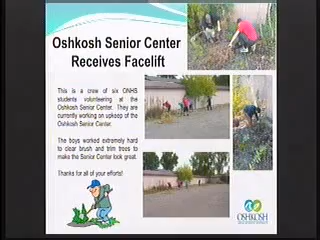 Oshkosh Senior Center
Receives Facelift
This is a crew of six ONHS
students volunteering at the
Oshkosh Senior Center. They are
currently working on upkeep of the
Oshkosh Senior Center.
The boys worked extremely hard
to clear brush and trim trees to
make the Senior Center look great.
Thanks for all of your efforts!
OSHKOSH